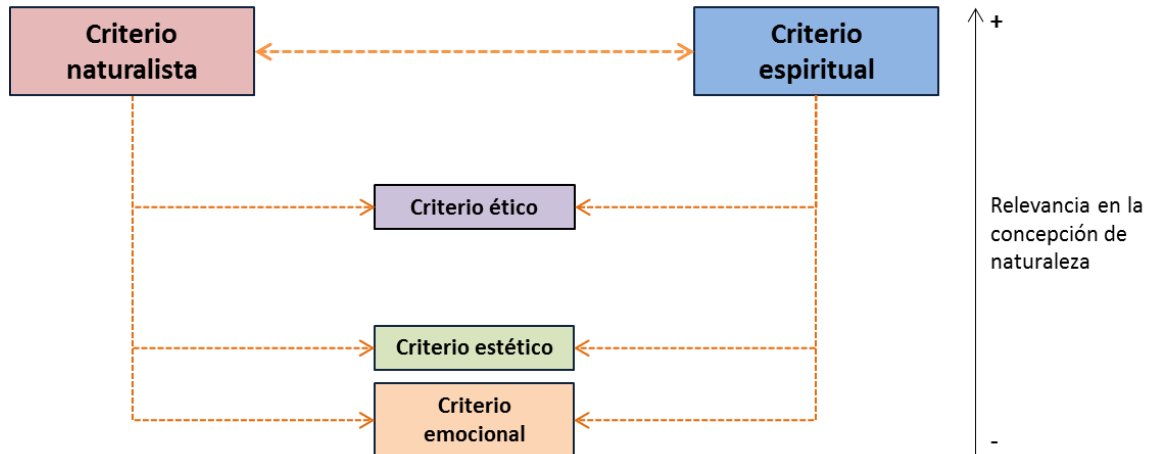 Criterio
naturalista
Criterio
espiritual
+
Criterio ético
Relevancia en la
concepción de
naturaleza
Criterio estético
Criterio
emocional
-